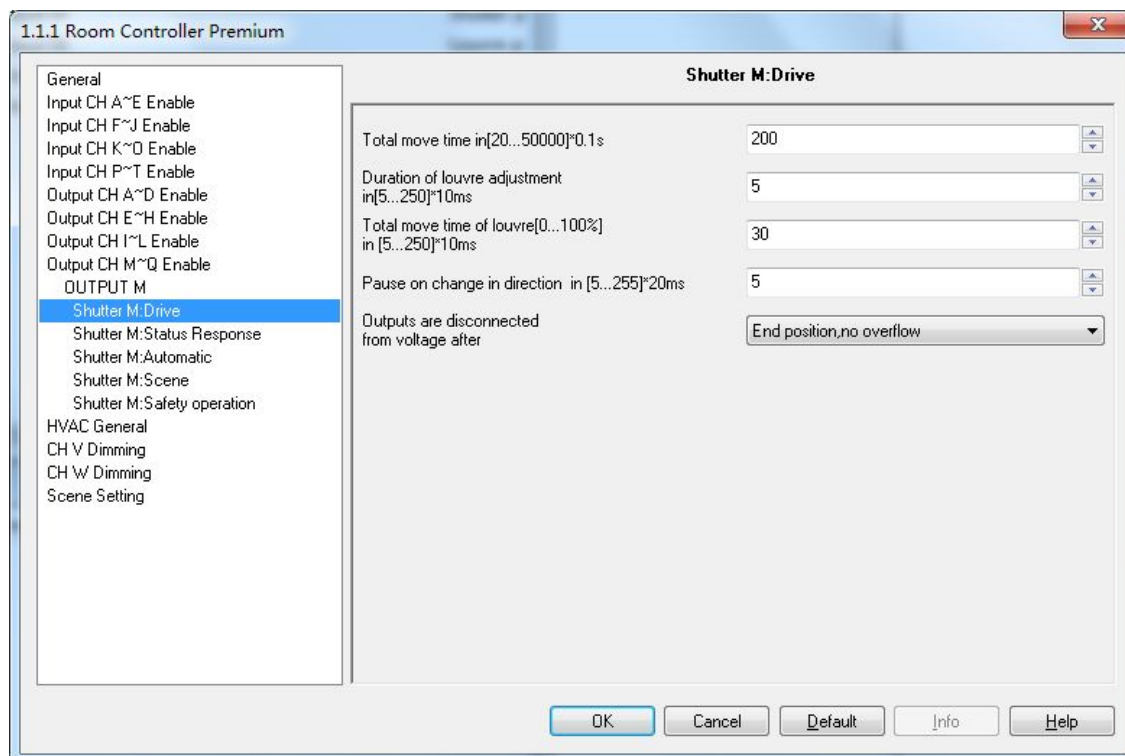 1.1.1 Room Controller Premium
General
Input CH A~E Enable
Input CH F~J Enable
Input CH K~O Enable
Input CH P~T Enable
Output CH A~D Enable
Output CH E~H Enable
Output CH I~L Enable
Output CH M~Q Enable
OUTPUT M
Shutter M:Drive
Shutter M:Status Response
Shutter M:Automatic
Shutter M:Scene
Shutter M:Safety operation
HVAC General
CH V Dimming
CH W Dimming
Scene Setting
Shutter M:Drive
Total move time in[20...50000]*0.1s
200
Duration of louvre adjustment
in[5...250]*10ms
5
Total move time of louvre[0...100%]
in [5...250]*10ms
30
Pause on change in direction in [5...255]*20ms
5
Outputs are disconnected
from voltage after
End position,no overflow
OK
Cancel
Default
Info
Help